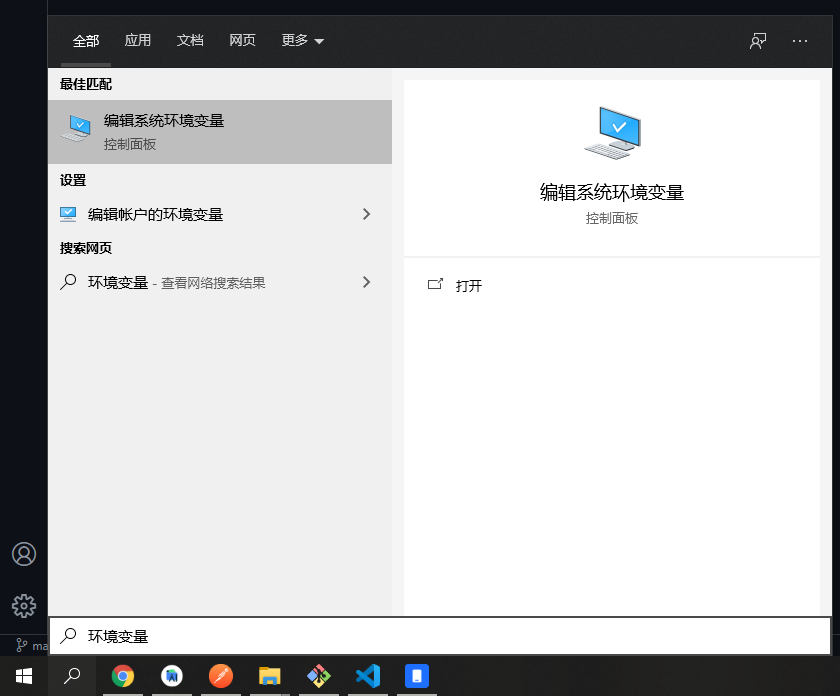 全部 应用 文档 网页 更多
最佳匹配
编辑系统环境变量
控制面板
设置
编辑帐户的环境变量
搜索网页
环境变量 - 查看网络搜索结果
编辑系统环境变量
控制面板
打开
环境变量
ma